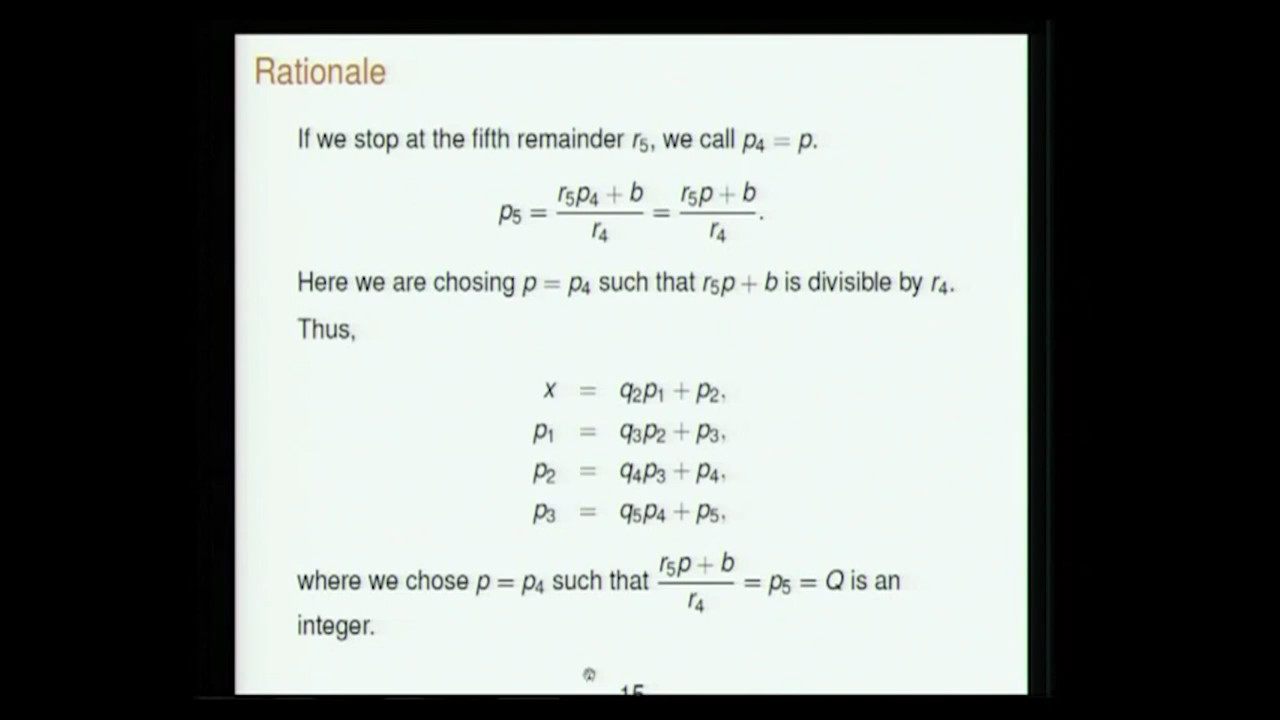 Rationale
If we stop at the fifth remainder r₅, we call p₄ = p.
p₅ = (r₅p₄ + b)/r₄ = (r₅p + b)/r₄.
Here we are chosing p = p₄ such that r₅p + b is divisible by r₄.
Thus,
x = q₂p₁ + p₂,
p₁ = q₃p₂ + p₃,
p₂ = q₄p₃ + p₄,
p₃ = q₅p₄ + p₅,
where we chose p = p₄ such that (r₅p + b)/r₄ = p₅ = Q is an
integer.